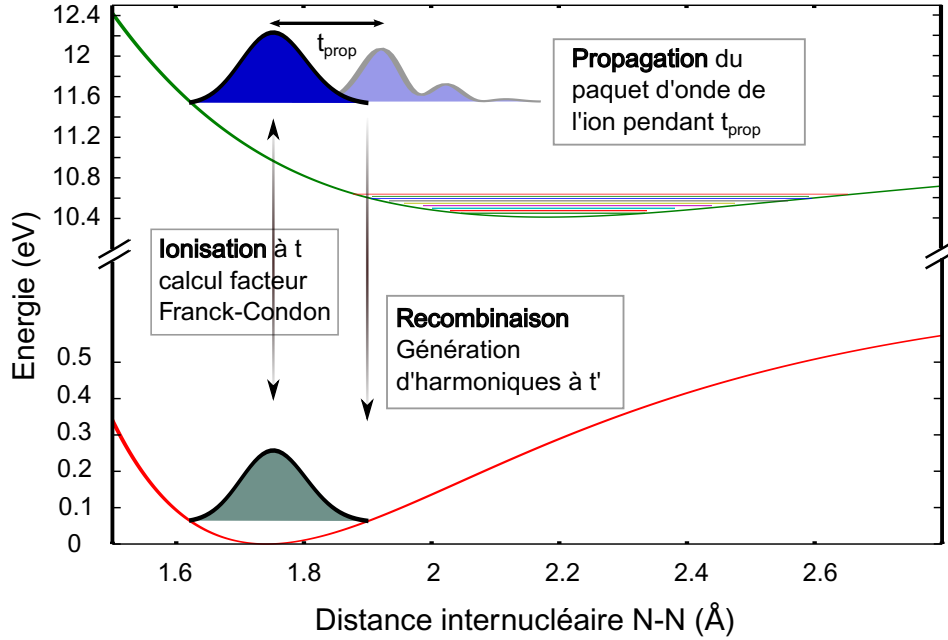 12.4
12
11.6
11.2
10.8
10.4
0.5
0.4
0.3
0.2
0.1
0
Energie (eV)
t_prop
Propagation du
paquet d'onde de
l'ion pendant t_prop
Ionisation à t
calcul facteur
Franck-Condon
Recombinaison
Génération
d'harmoniques à t'
1.6
1.8
2
2.2
2.4
2.6
Distance internucléaire N-N (Å)